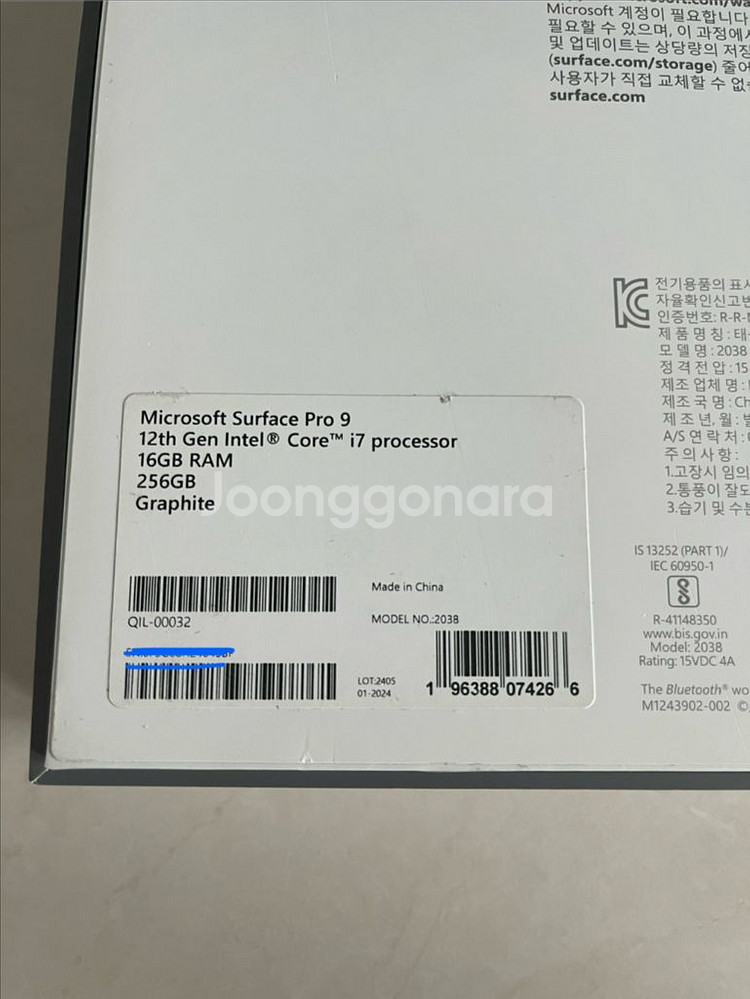 Microsoft 계정이 필요합니다
필요할 수 있으며, 이 과정에서
및 업데이트는 상당량의 저장
(surface.com/storage) 줄어
사용자가 직접 교체할 수 없습
surface.com
전기용품의 표시
자율확인신고번
인증번호: R-R-
제 품 명 칭 : 태
모 델 명 : 2038
정 격 전 압 : 15
제조 업체 명 :
제 조 국 명 : Ch
제 조 년, 월 :
A/S 연 락 처 :
주 의 사 항 :
1.고장시 임의
2.통풍이 잘되
3.습기 및 수분
Microsoft Surface Pro 9
12th Gen Intel® Core™ i7 processor
16GB RAM
256GB
Graphite
Joonggonara
Made in China
QIL-00032
MODEL NO.:2038
LOT:2405
01-2024
1 96388 07426 6
IS 13252 (PART 1)/
IEC 60950-1
R-41148350
www.bis.gov.in
Model: 2038
Rating: 15VDC 4A
The Bluetooth® wo
M1243902-002 ©